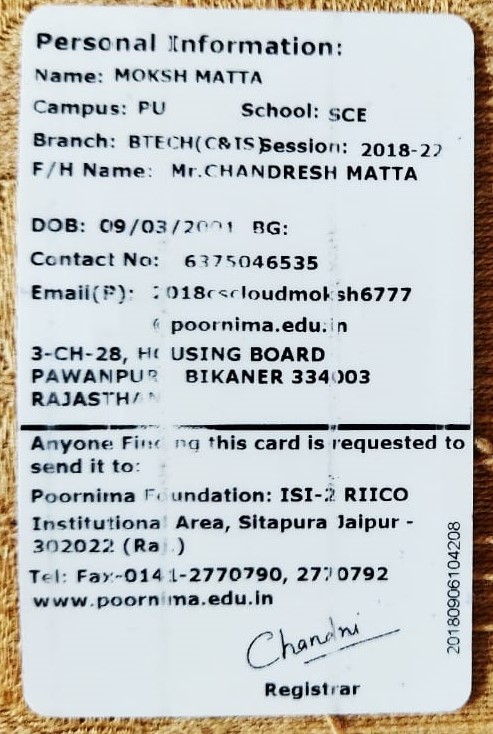 Personal Information:
Name: MOKSH MATTA
Campus: PU School: SCE
Branch: BTECH(C&IS) Session: 2018-22
F/H Name: Mr.CHANDRESH MATTA
DOB: 09/03/2001 BG:
Contact No: 6375046535
Email(P): 2018cscloudmoksh6777
@poornima.edu.in
3-CH-28, HOUSING BOARD
PAWANPURI BIKANER 334003
RAJASTHAN
Anyone Finding this card is requested to
send it to:
Poornima Foundation: ISI-2 RIICO
Institutional Area, Sitapura Jaipur -
302022 (Raj.)
Tel: Fax-0141-2770790, 2770792
www.poornima.edu.in
Chandni
Registrar
20180906104208